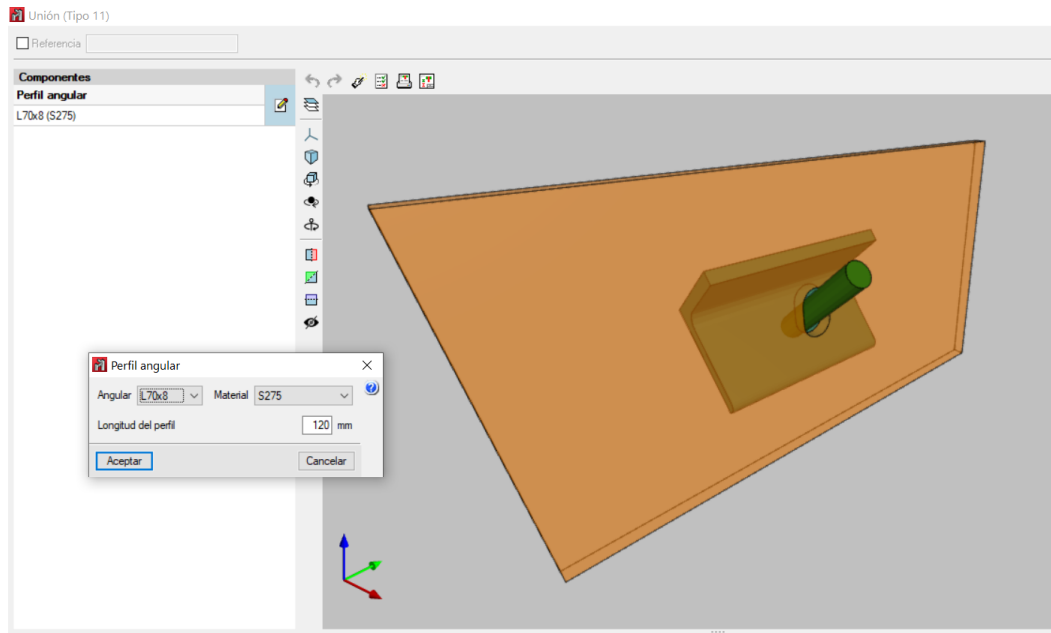 Unión (Tipo 11)
Referencia
Componentes
Perfil angular
L70x8 (S275)
Perfil angular
Angular L70x8 Material S275
Longitud del perfil 120 mm
Aceptar Cancelar